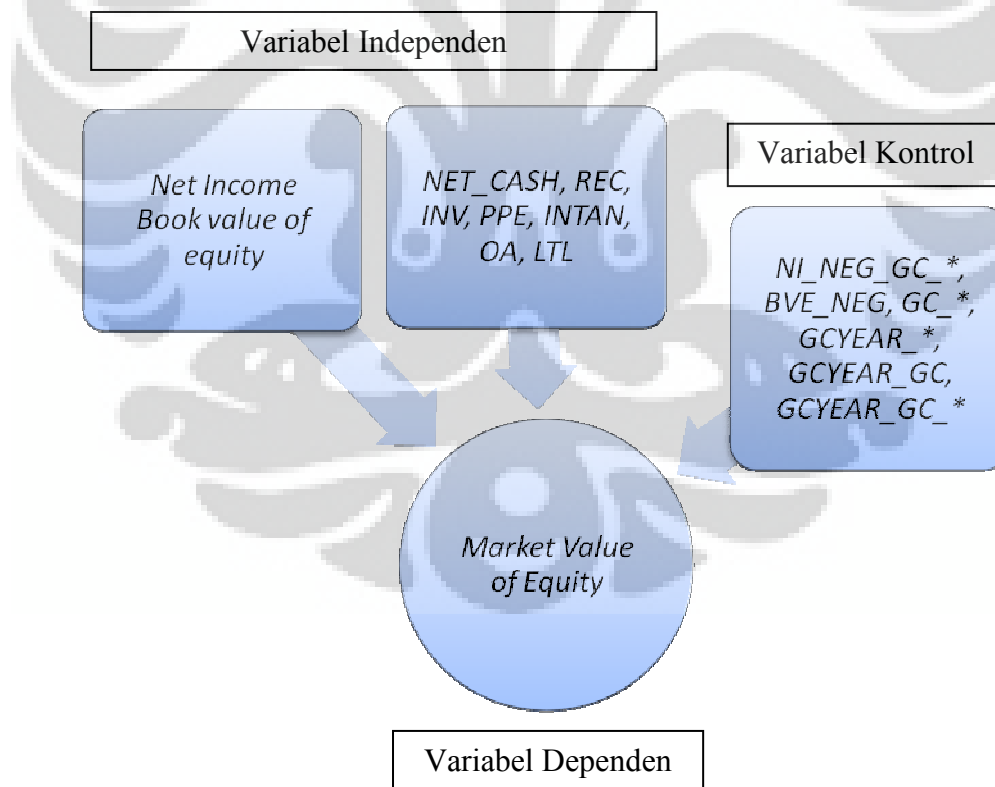 Variabel Independen
Net Income
Book value of
equity
NET_CASH, REC,
INV, PPE, INTAN,
OA, LTL
Variabel Kontrol
NI_NEG_GC_*,
BVE_NEG, GC_*,
GCYEAR_*,
GCYEAR_GC,
GCYEAR_GC_*
Market Value
of Equity
Variabel Dependen